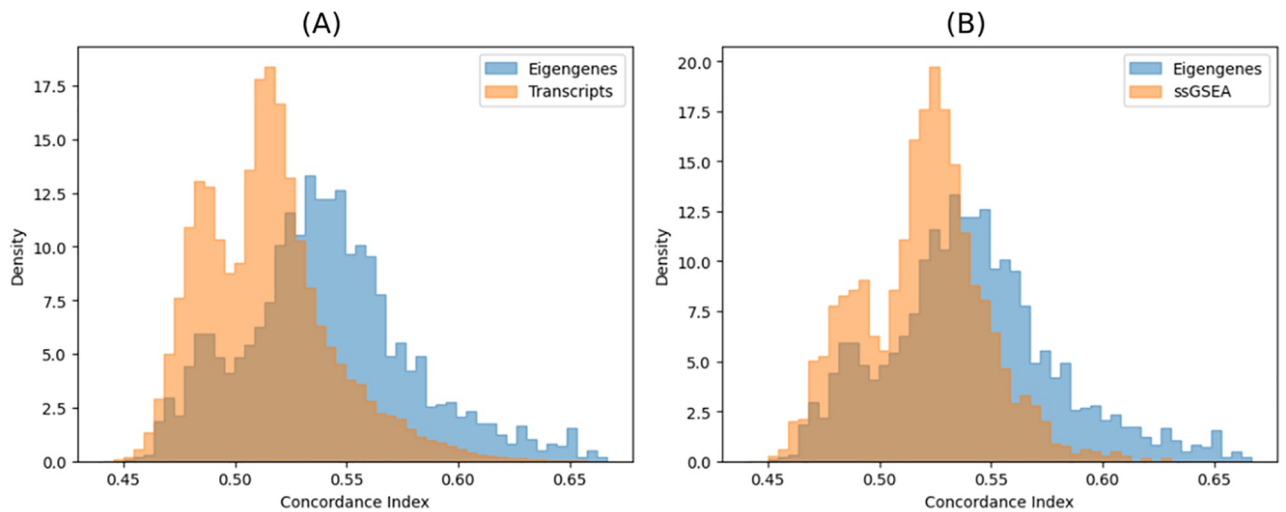 (A)
Eigengenes
Transcripts
17.5
15.0
12.5
10.0
7.5
5.0
2.5
0.0
Density
0.45 0.50 0.55 0.60 0.65
Concordance Index
(B)
Eigengenes
ssGSEA
20.0
17.5
15.0
12.5
10.0
7.5
5.0
2.5
0.0
Density
0.45 0.50 0.55 0.60 0.65
Concordance Index